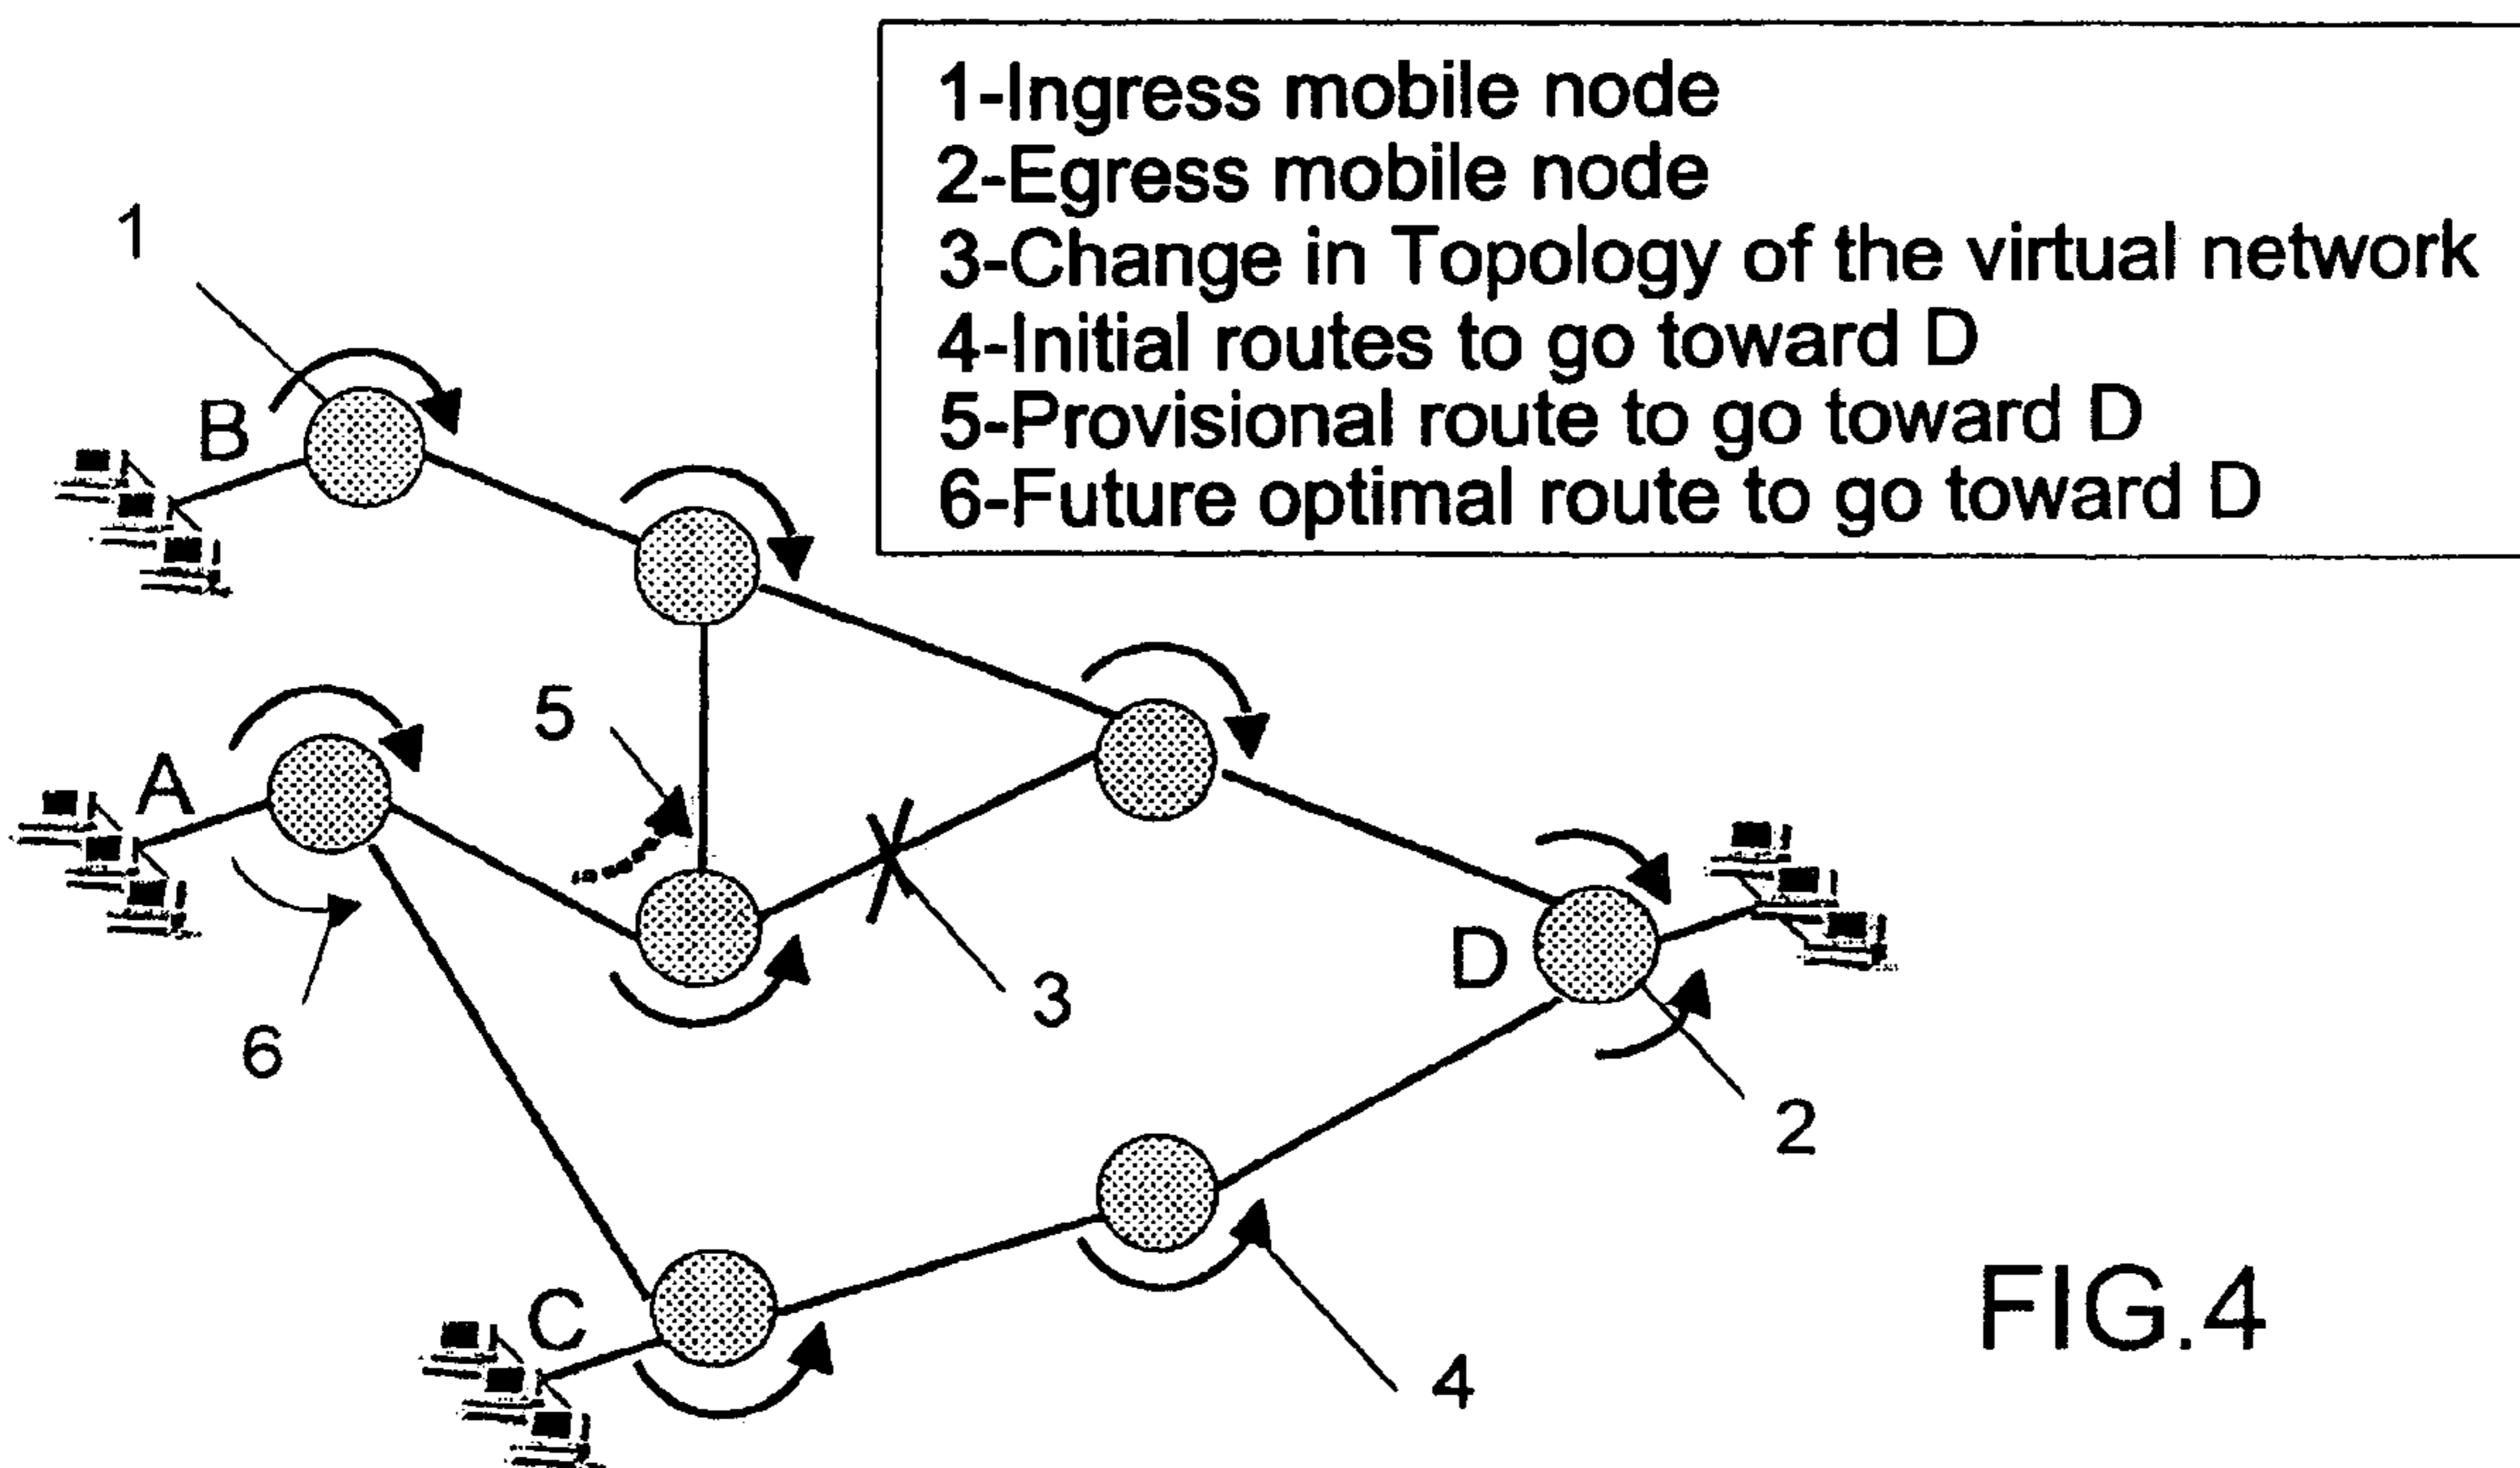 1-Ingress mobile node
2-Egress mobile node
3-Change in Topology of the virtual network
4-Initial routes to go toward D
5-Provisional route to go toward D
6-Future optimal route to go toward D
1
B
5
A
D
3
6
2
C
4
FIG.4